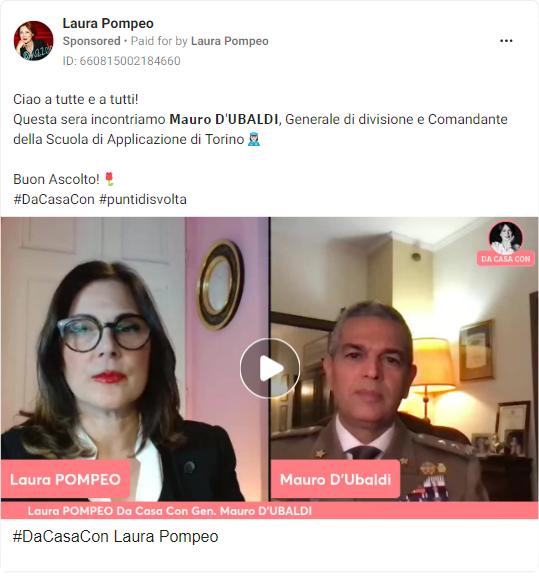 Laura Pompeo
Sponsored • Paid for by Laura Pompeo
ID: 660815002184660
Ciao a tutte e a tutti!
Questa sera incontriamo Mauro D'UBALDI, Generale di divisione e Comandante
della Scuola di Applicazione di Torino
Buon Ascolto!
#DaCasaCon #puntidisvolta
DA CASA CON
Laura POMPEO
Mauro D'Ubaldi
Laura POMPEO Da Casa Con Gen. Mauro D'UBALDI
#DaCasaCon Laura Pompeo